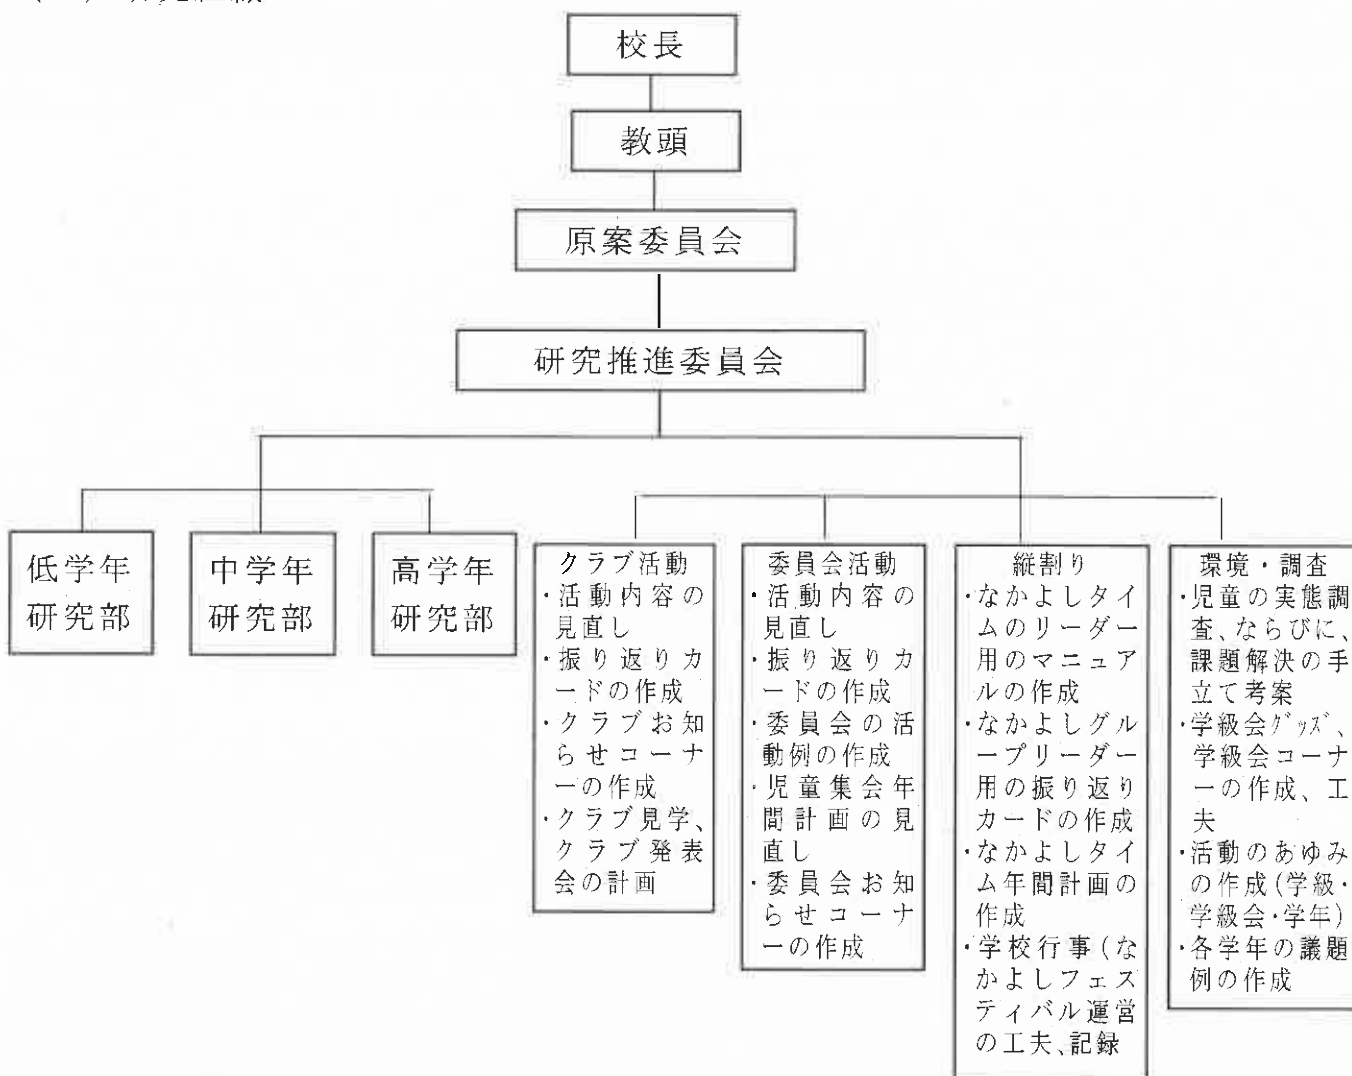 校長
教頭
原案委員会
研究推進委員会
低学年
研究部
中学年
研究部
高学年
研究部
クラブ活動
・活動内容の
見直し
・振り返りカ
ードの作成
・クラブお知
らせコーナ
ーの作成
・クラブ見学、
クラブ発表
会の計画
委員会活動
・活動内容の
見直し
・振り返りカ
ードの作成
・委員会の活
動例の作成
・児童集会年
間計画の見
直し
・委員会お知
らせコーナ
ーの作成
縦割り
・なかよしタイ
ムのリーダー
用のマニュア
ルの作成
・なかよしグル
ープリーダー
用の振り返り
カードの作成
・なかよしタイ
ム年間計画の
作成
・学校行事(な
かよしフェス
ティバル運営
の工夫、記録
環境・調査
・児童の実態調
査、ならびに、
課題解決の手
立て考案
・学級会グッズ、
学級会コーナ
ーの作成、工
夫
・活動のあゆみ
の作成(学級・
学級会・学年)
・各学年の議題
例の作成